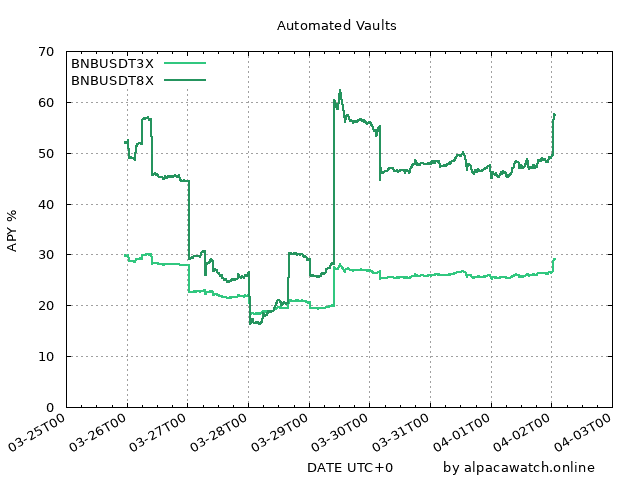 Automated Vaults
BNBUSDT3X
BNBUSDT8X
APY %
70
60
50
40
30
20
10
0
03-25T00
03-26T00
03-27T00
03-28T00
03-29T00
03-30T00
03-31T00
04-01T00
04-02T00
04-03T00
DATE UTC+0
by alpacawatch.online